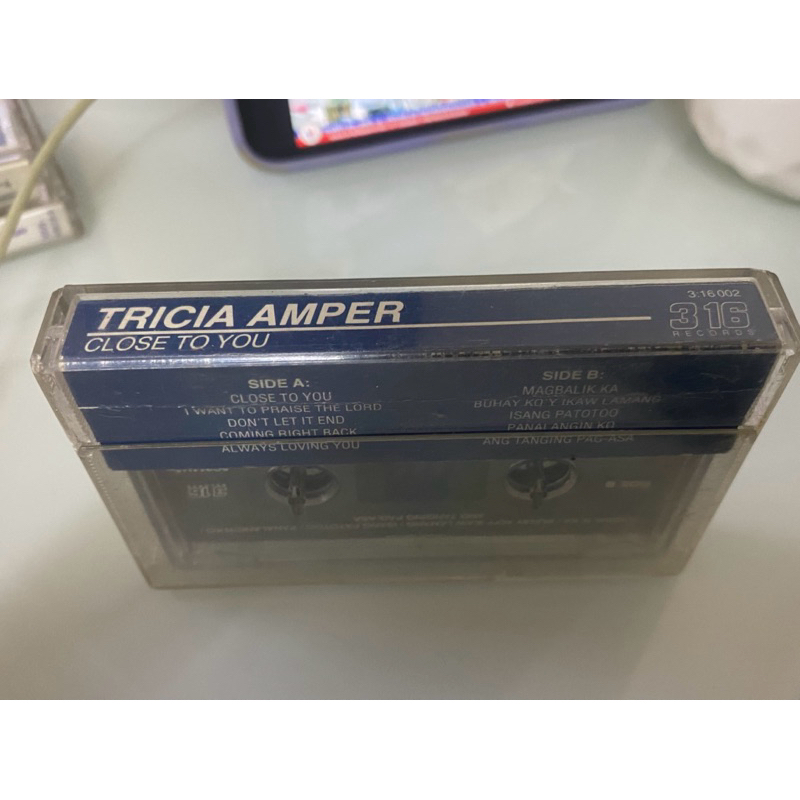 TRICIA AMPER
CLOSE TO YOU
3:16 002
3 16
RECORDS
SIDE A:
CLOSE TO YOU
I WANT TO PRAISE THE LORD
DON'T LET IT END
COMING RIGHT BACK
ALWAYS LOVING YOU
SIDE B:
MAGBALIK KA
BUHAY KO'Y IKAW LAMANG
ISANG PATOTOO
PANALANGIN KO
ANG TANGING PAG-ASA